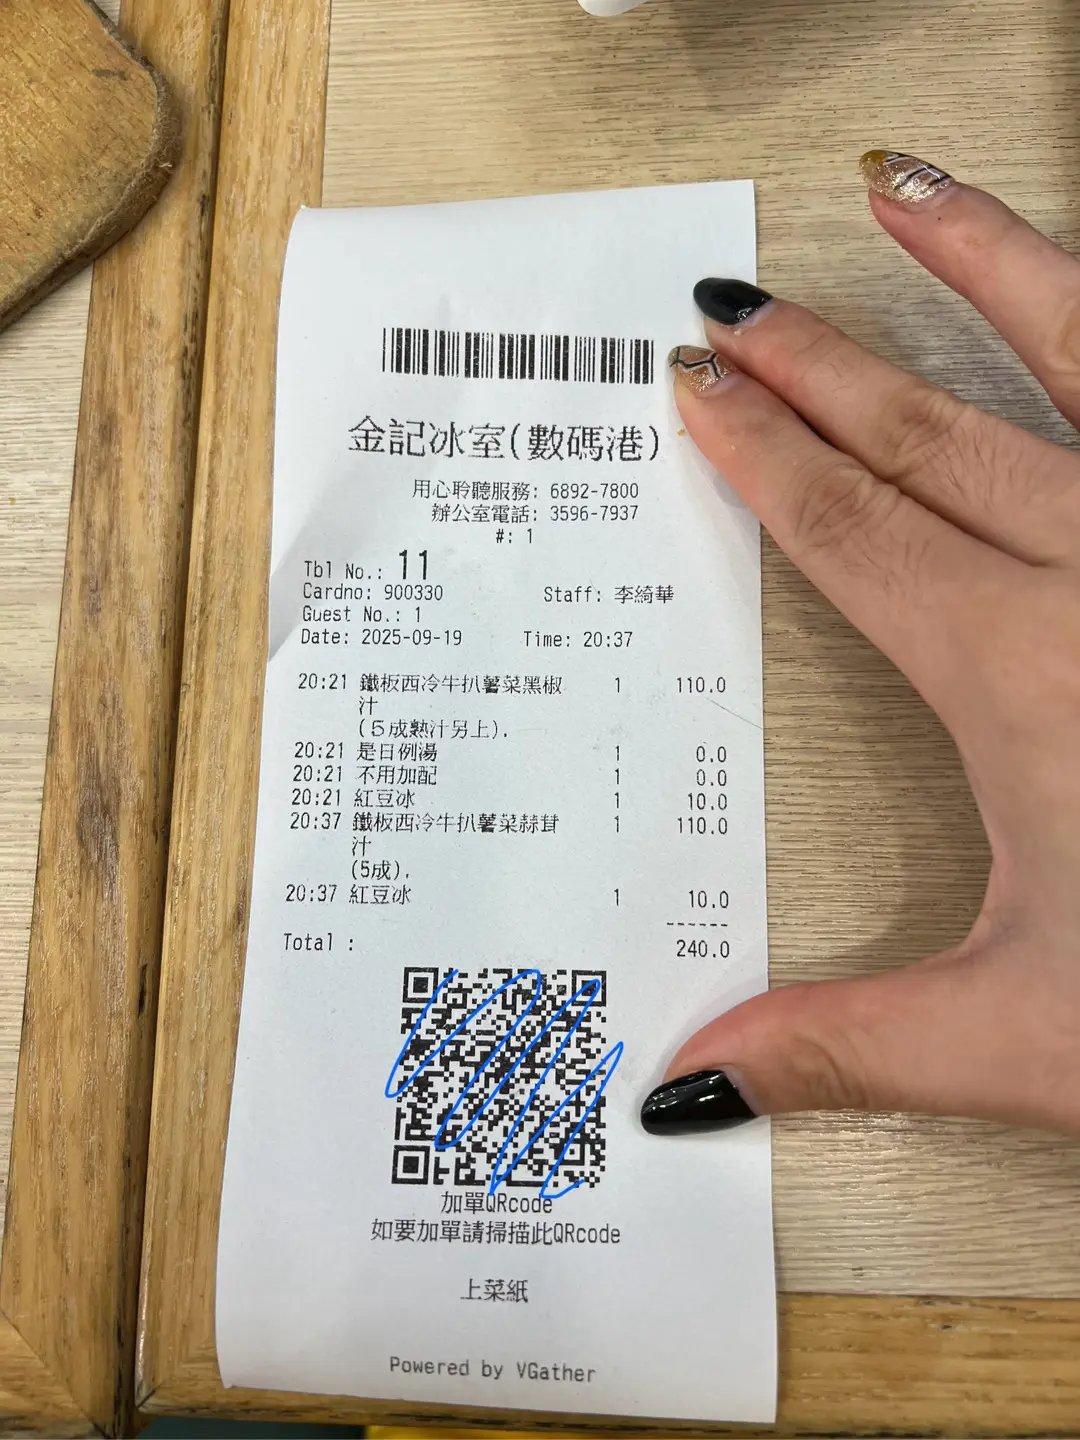 金記冰室(數碼港)
用心聆聽服務: 6892-7800
辦公室電話: 3596-7937
#: 1
Tbl No.: 11
Cardno: 900330 Staff: 李綺華
Guest No.: 1
Date: 2025-09-19 Time: 20:37
20:21 鐵板西冷牛扒薯菜黑椒 1 110.0
汁
(5成熟汁另上).
20:21 是日例湯 1 0.0
20:21 不用加配 1 0.0
20:21 紅豆冰 1 10.0
20:37 鐵板西冷牛扒薯菜蒜茸 1 110.0
汁
(5成).
20:37 紅豆冰 1 10.0
------
Total : 240.0
加單QRcode
如要加單請掃描此QRcode
上菜紙
Powered by VGather